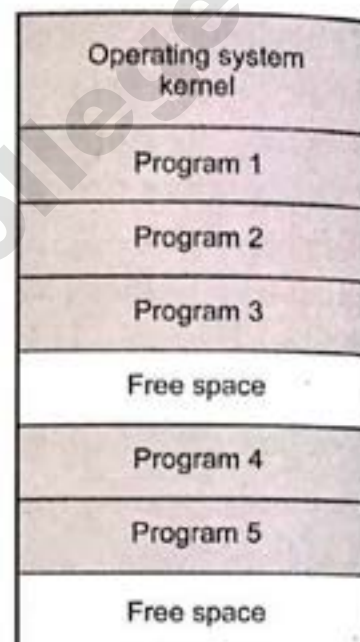 Operating system
kernel
Program 1
Program 2
Program 3
Free space
Program 4
Program 5
Free space